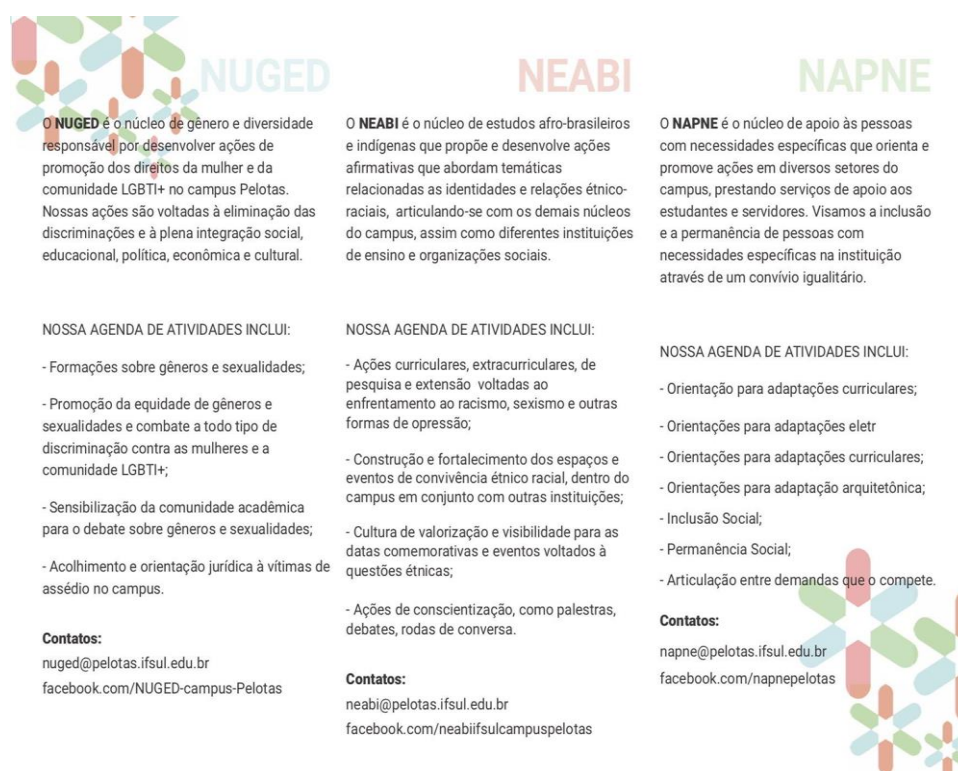 NUGED
O NUGED é o núcleo de gênero e diversidade
responsável por desenvolver ações de
promoção dos direitos da mulher e da
comunidade LGBTI+ no campus Pelotas.
Nossas ações são voltadas à eliminação das
discriminações e à plena integração social,
educacional, política, econômica e cultural.
NOSSA AGENDA DE ATIVIDADES INCLUI:
- Formações sobre gêneros e sexualidades;
- Promoção da equidade de gêneros e
sexualidades e combate a todo tipo de
discriminação contra as mulheres e a
comunidade LGBTI+;
- Sensibilização da comunidade acadêmica
para o debate sobre gêneros e sexualidades;
- Acolhimento e orientação jurídica à vítimas de
assédio no campus.
Contatos:
nuged@pelotas.ifsul.edu.br
facebook.com/NUGED-campus-Pelotas
NEABI
O NEABI é o núcleo de estudos afro-brasileiros
e indígenas que propõe e desenvolve ações
afirmativas que abordam temáticas
relacionadas as identidades e relações étnico-
raciais, articulando-se com os demais núcleos
do campus, assim como diferentes instituições
de ensino e organizações sociais.
NOSSA AGENDA DE ATIVIDADES INCLUI:
- Ações curriculares, extracurriculares, de
pesquisa e extensão voltadas ao
enfrentamento ao racismo, sexismo e outras
formas de opressão;
- Construção e fortalecimento dos espaços e
eventos de convivência étnico racial, dentro do
campus em conjunto com outras instituições;
- Cultura de valorização e visibilidade para as
datas comemorativas e eventos voltados à
questões étnicas;
- Ações de conscientização, como palestras,
debates, rodas de conversa.
Contatos:
neabi@pelotas.ifsul.edu.br
facebook.com/neabiifsulcampuspelotas
NAPNE
O NAPNE é o núcleo de apoio às pessoas
com necessidades específicas que orienta e
promove ações em diversos setores do
campus, prestando serviços de apoio aos
estudantes e servidores. Visamos a inclusão
e a permanência de pessoas com
necessidades específicas na instituição
através de um convívio igualitário.
NOSSA AGENDA DE ATIVIDADES INCLUI:
- Orientação para adaptações curriculares;
- Orientações para adaptações eletr
- Orientações para adaptações curriculares;
- Orientações para adaptação arquitetônica;
- Inclusão Social;
- Permanência Social;
- Articulação entre demandas que o compete.
Contatos:
napne@pelotas.ifsul.edu.br
facebook.com/napnepelotas